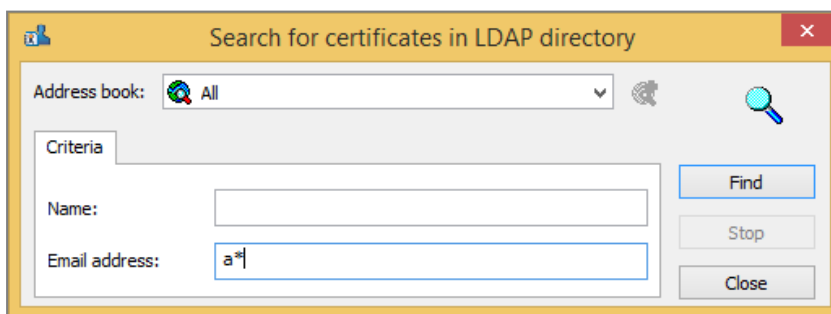 Search for certificates in LDAP directory
Address book:
All
Criteria
Name:
Email address:
a*
Find
Stop
Close